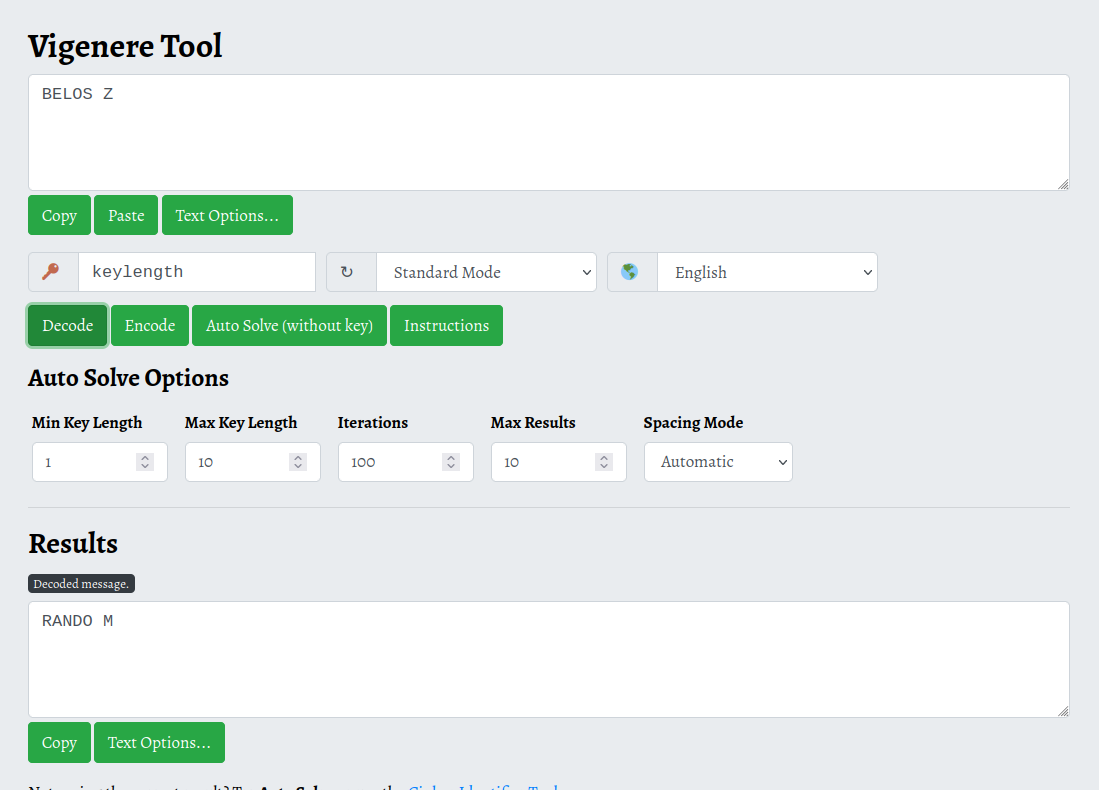 Vigenere Tool
BELOS Z
Copy Paste Text Options...
keylength ↻ Standard Mode English
Decode Encode Auto Solve (without key) Instructions
Auto Solve Options
Min Key Length Max Key Length Iterations Max Results Spacing Mode
1 10 100 10 Automatic
Results
Decoded message.
RANDO M
Copy Text Options...